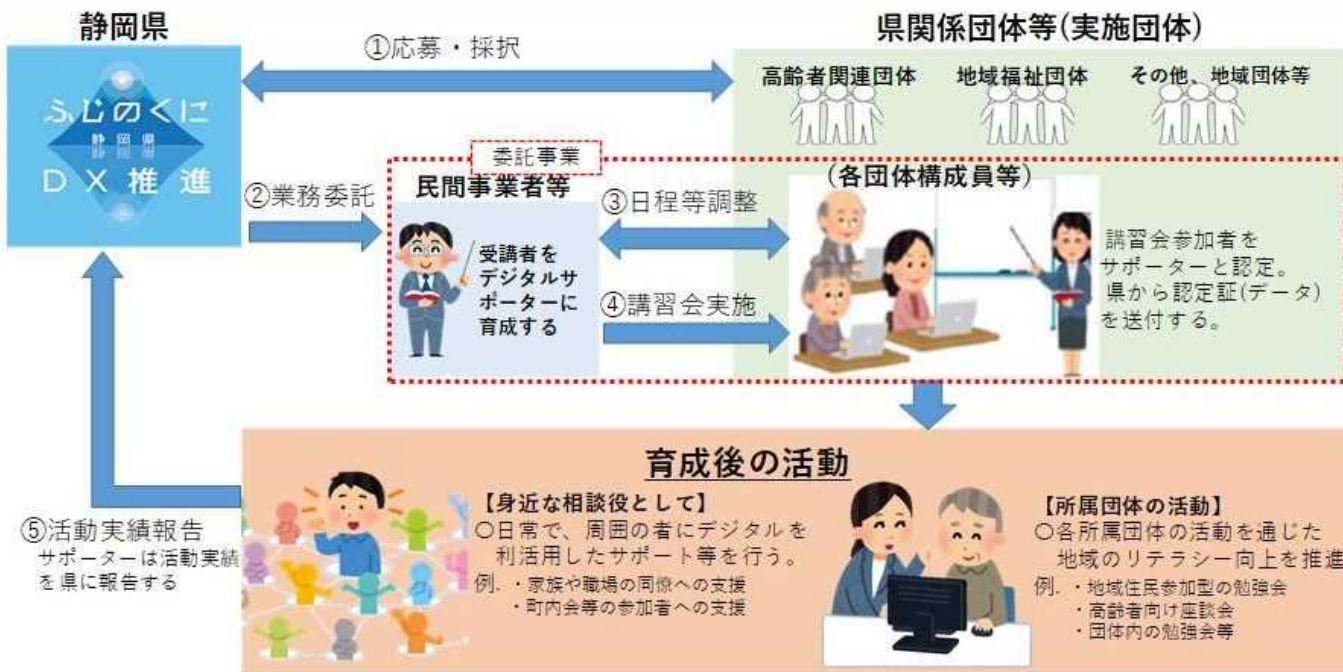 静岡県
ふじのくに
静岡県
DX推進
①応募・採択
県関係団体等(実施団体)
高齢者関連団体
地域福祉団体
その他、地域団体等
委託事業
②業務委託
民間事業者等
受講者を
デジタルサ
ポーターに
育成する
③日程等調整
④講習会実施
(各団体構成員等)
講習会参加者を
サポーターと認定。
県から認定証(データ)
を送付する。
育成後の活動
【身近な相談役として】
〇日常で、周囲の者にデジタルを
利活用したサポート等を行う。
例.・家族や職場の同僚への支援
・町内会等の参加者への支援
【所属団体の活動】
〇各所属団体の活動を通じた
地域のリテラシー向上を推進
例.・地域住民参加型の勉強会
・高齢者向け座談会
・団体内の勉強会等
⑤活動実績報告
サポーターは活動実績
を県に報告する